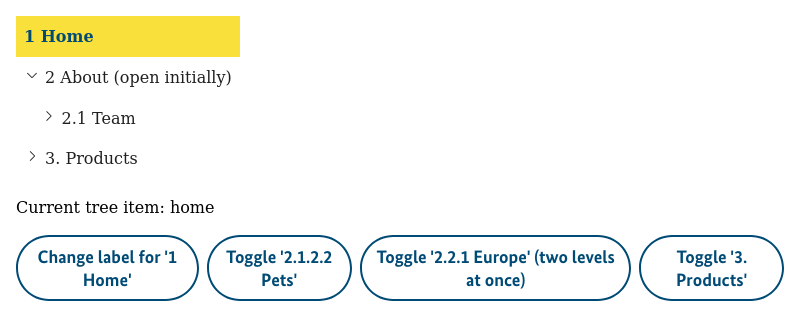 1 Home
2 About (open initially)
2.1 Team
3. Products
Current tree item: home
Change label for '1
Home'
Toggle '2.1.2.2
Pets'
Toggle '2.2.1 Europe' (two levels
at once)
Toggle '3.
Products'